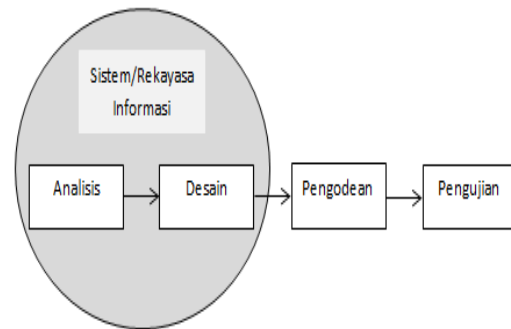 Sistem/Rekayasa
Informasi
Analisis
Desain
Pengodean
Pengujian